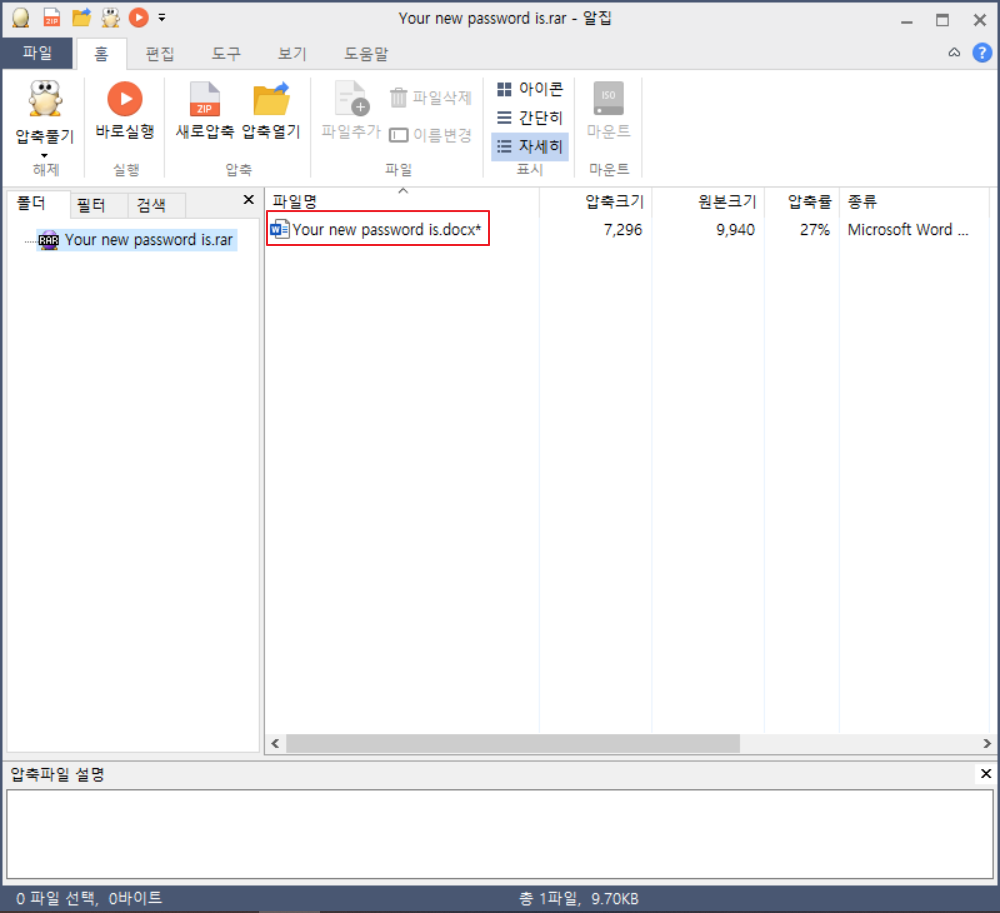 Your new password is.rar - 알집
파일 홈 편집 도구 보기 도움말
ZIP ZIP ISO
압축풀기 바로실행 새로압축 압축열기 파일추가 파일삭제 이름변경 아이콘 간단히 자세히 마운트
해제 실행 압축 파일 표시 마운트
폴더 필터 검색
RAR Your new password is.rar
파일명 압축크기 원본크기 압축률 종류
Your new password is.docx* 7,296 9,940 27% Microsoft Word ...
압축파일 설명
0 파일 선택, 0바이트 총 1파일, 9.70KB